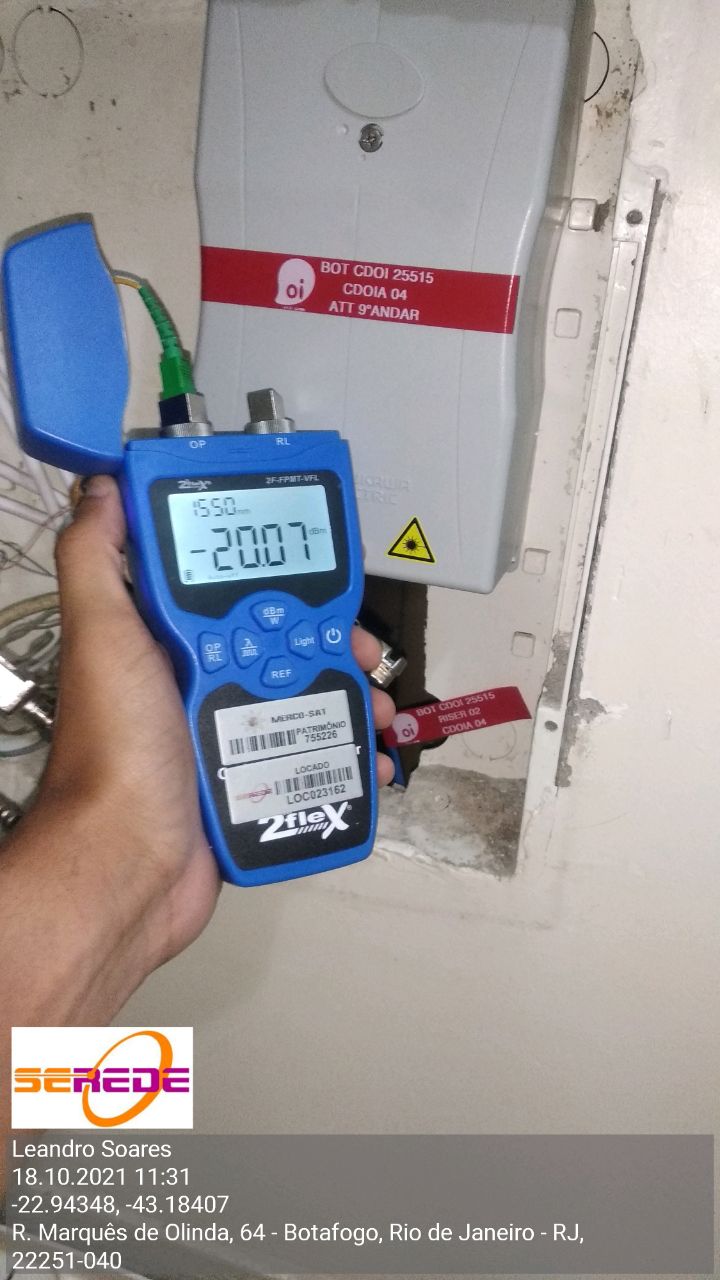 oi
BOT CDOI 25515
CDOIA 04
ATT 9ºANDAR
OP
RL
2fleX
2F-FPMT-VFL
1550nm
-20.07 dBm
dBm
W
OP
RL
λ
Light
REF
MERCO-SAT
PATRIMÔNIO
755226
LOCADO
SEREDE
LOC023162
2fleX
oi
BOT CDOI 25515
RISER 02
CDOIA 04
SEREDE
Leandro Soares
18.10.2021 11:31
-22.94348, -43.18407
R. Marquês de Olinda, 64 - Botafogo, Rio de Janeiro - RJ,
22251-040